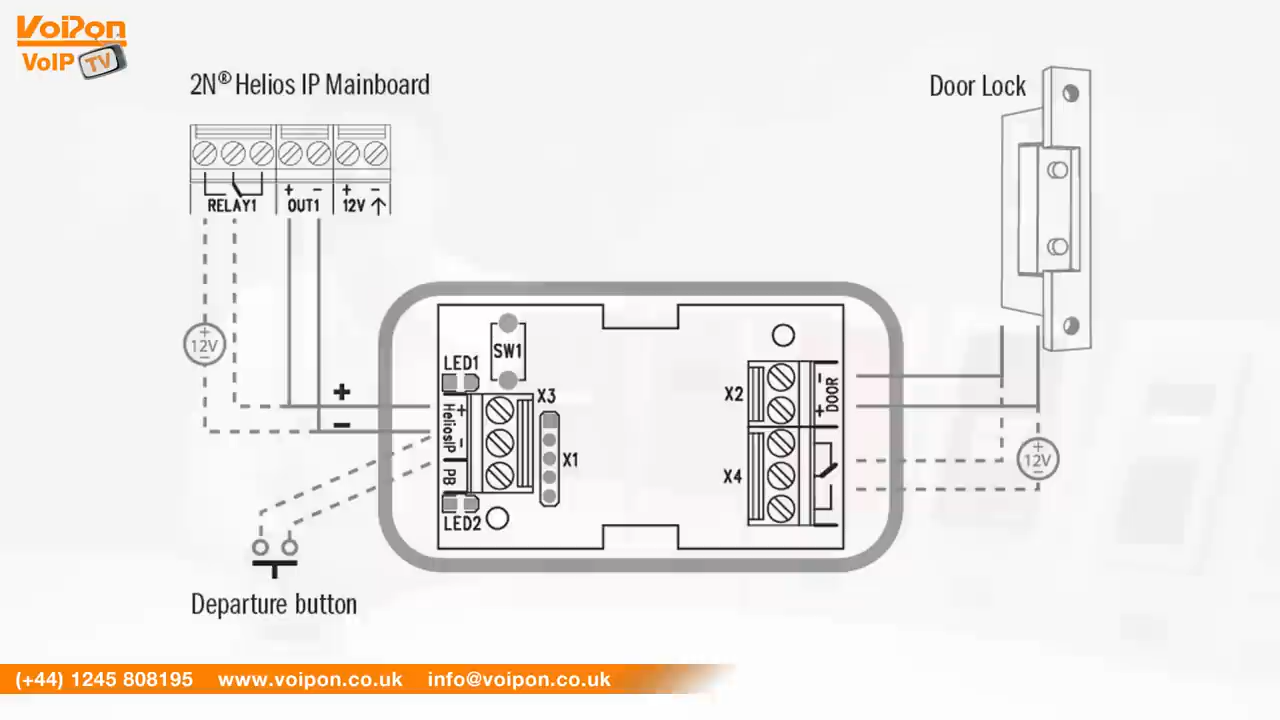 VoIPon
VoIP TV
2N® Helios IP Mainboard
Door Lock
+ − + −
RELAY1 OUT1 12V ↑
+
12V
−
+
−
LED1
SW1
X3
HeliosIP
+
−
PB
X1
LED2
X2
− DOOR
+
X4
+
12V
−
Departure button
(+44) 1245 808195 www.voipon.co.uk info@voipon.co.uk